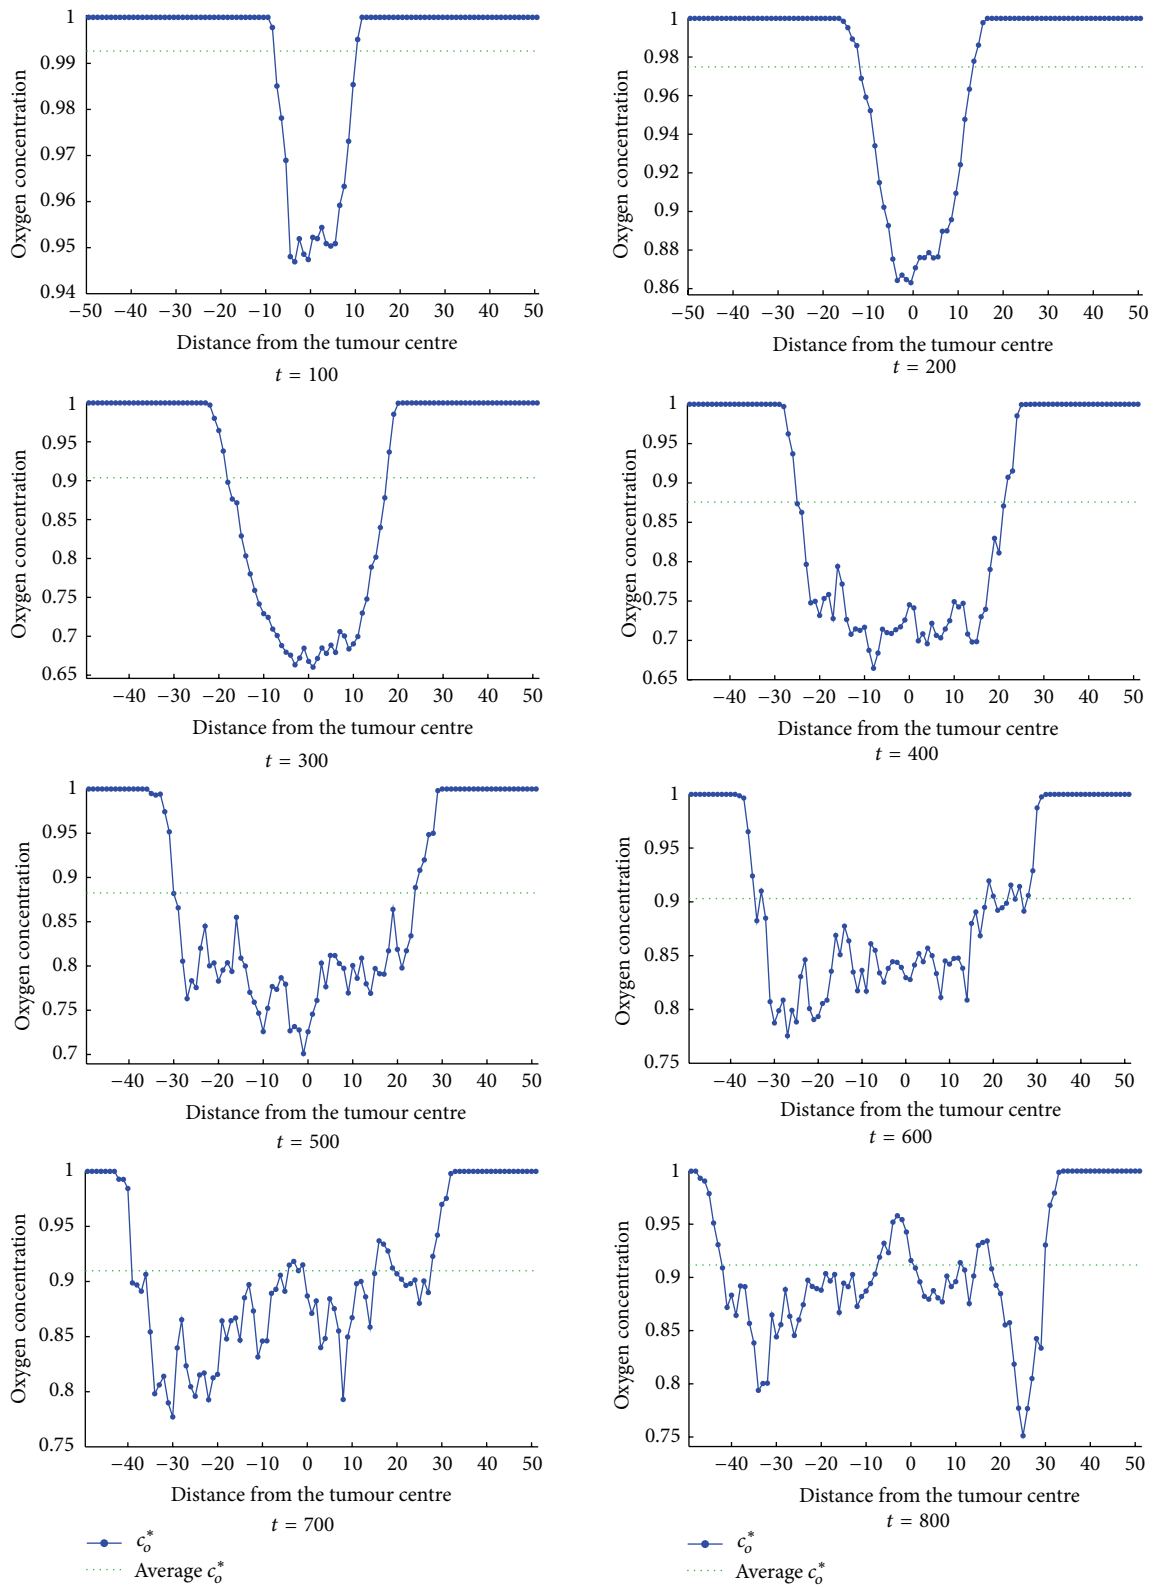 1
0.99
0.98
0.97
0.96
0.95
0.94
Oxygen concentration
−50 −40 −30 −20 −10 0 10 20 30 40 50
Distance from the tumour centre
t = 100
1
0.98
0.96
0.94
0.92
0.9
0.88
0.86
Oxygen concentration
−50 −40 −30 −20 −10 0 10 20 30 40 50
Distance from the tumour centre
t = 200
1
0.95
0.9
0.85
0.8
0.75
0.7
0.65
Oxygen concentration
−40 −30 −20 −10 0 10 20 30 40 50
Distance from the tumour centre
t = 300
1
0.95
0.9
0.85
0.8
0.75
0.7
0.65
Oxygen concentration
−40 −30 −20 −10 0 10 20 30 40 50
Distance from the tumour centre
t = 400
1
0.95
0.9
0.85
0.8
0.75
0.7
Oxygen concentration
−40 −30 −20 −10 0 10 20 30 40 50
Distance from the tumour centre
t = 500
1
0.95
0.9
0.85
0.8
0.75
Oxygen concentration
−40 −30 −20 −10 0 10 20 30 40 50
Distance from the tumour centre
t = 600
1
0.95
0.9
0.85
0.8
0.75
Oxygen concentration
−40 −30 −20 −10 0 10 20 30 40 50
Distance from the tumour centre
t = 700
c*o
Average c*o
1
0.95
0.9
0.85
0.8
0.75
Oxygen concentration
−40 −30 −20 −10 0 10 20 30 40 50
Distance from the tumour centre
t = 800
c*o
Average c*o